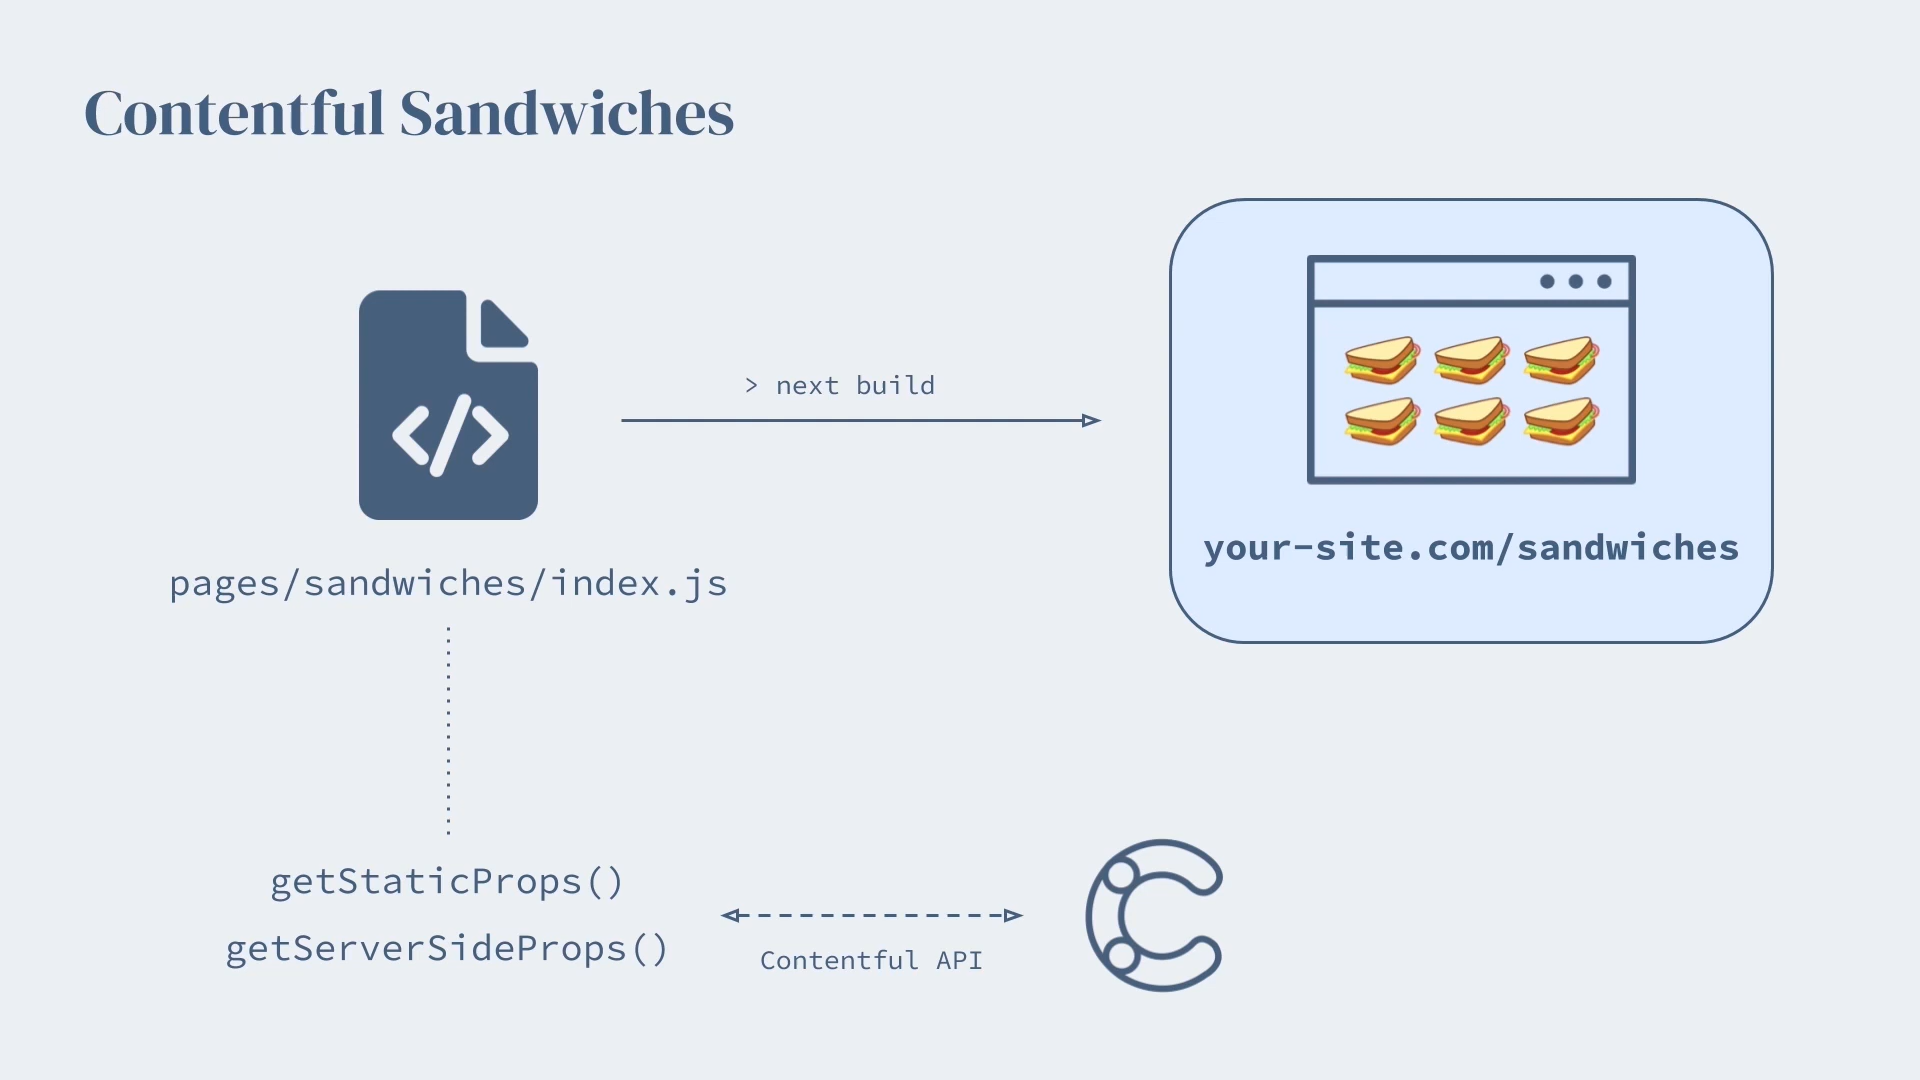 Contentful Sandwiches
> next build
your-site.com/sandwiches
pages/sandwiches/index.js
getStaticProps()
getServerSideProps()
Contentful API